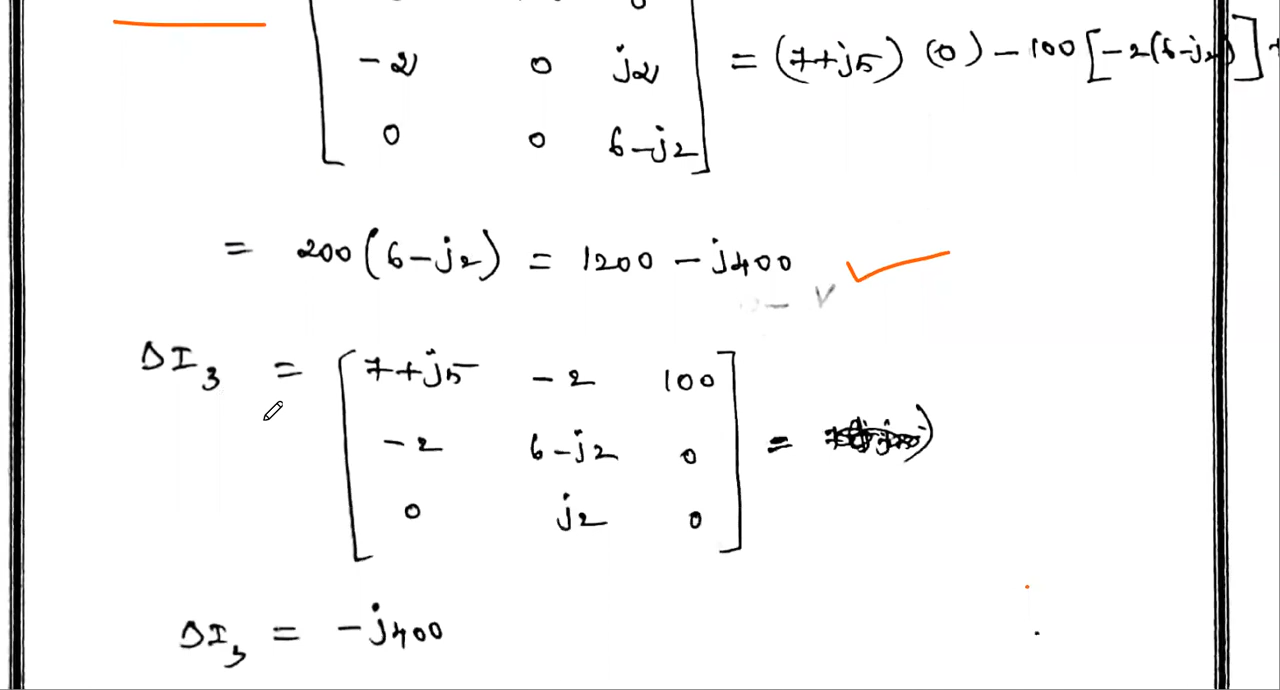 -2 0 j2 = (7+j5) (0) - 100 [-2(6-j2)] +
0 0 6-j2
= 200 (6-j2) = 1200 - j400
ΔI3 = 7+j5 -2 100
-2 6-j2 0 =
0 j2 0
ΔI3 = -j400